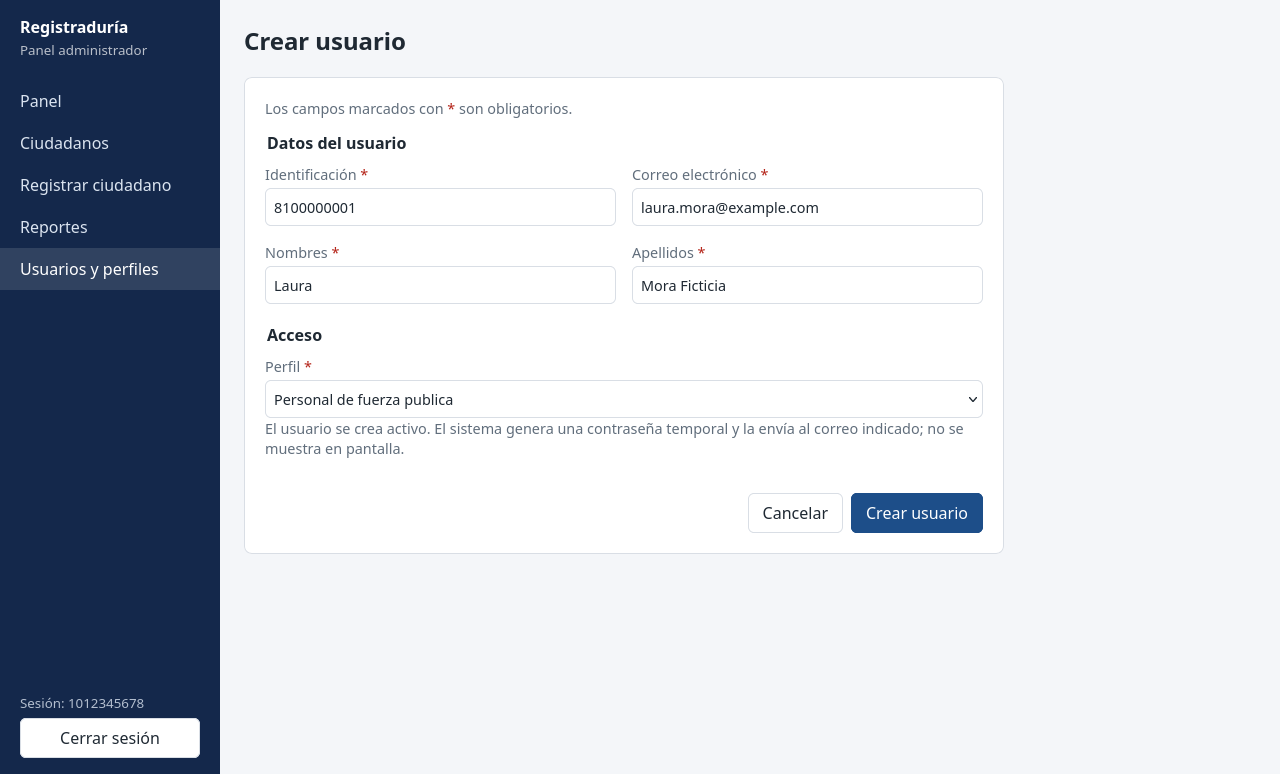 Registraduría
Panel administrador
Panel
Ciudadanos
Registrar ciudadano
Reportes
Usuarios y perfiles
Sesión: 1012345678
Cerrar sesión
Crear usuario
Los campos marcados con * son obligatorios.
Datos del usuario
Identificación *
8100000001
Correo electrónico *
laura.mora@example.com
Nombres *
Laura
Apellidos *
Mora Ficticia
Acceso
Perfil *
Personal de fuerza publica
El usuario se crea activo. El sistema genera una contraseña temporal y la envía al correo indicado; no se
muestra en pantalla.
Cancelar
Crear usuario